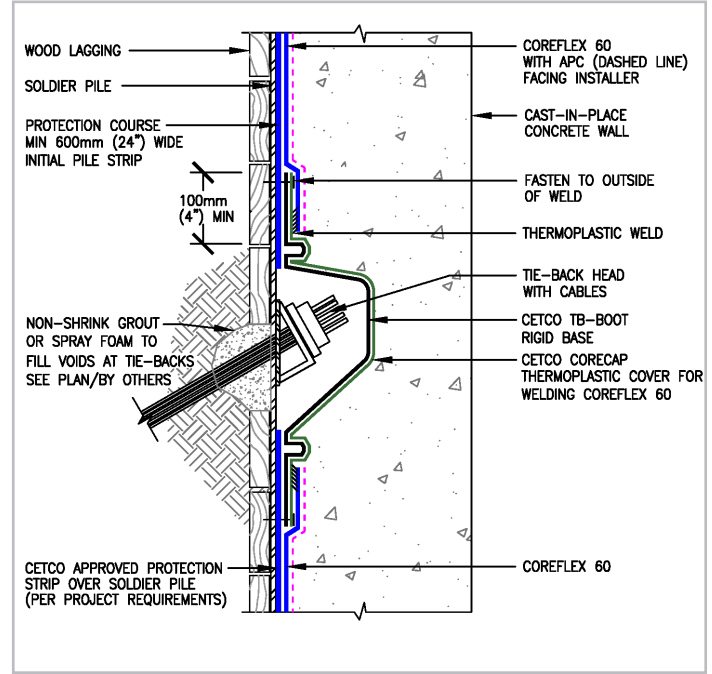 WOOD LAGGING
SOLDIER PILE
PROTECTION COURSE
MIN 600mm (24") WIDE
INITIAL PILE STRIP
100mm
(4") MIN
NON-SHRINK GROUT
OR SPRAY FOAM TO
FILL VOIDS AT TIE-BACKS
SEE PLAN/BY OTHERS
CETCO APPROVED PROTECTION
STRIP OVER SOLDIER PILE
(PER PROJECT REQUIREMENTS)
COREFLEX 60
WITH APC (DASHED LINE)
FACING INSTALLER
CAST-IN-PLACE
CONCRETE WALL
FASTEN TO OUTSIDE
OF WELD
THERMOPLASTIC WELD
TIE-BACK HEAD
WITH CABLES
CETCO TB-BOOT
RIGID BASE
CETCO CORECAP
THERMOPLASTIC COVER FOR
WELDING COREFLEX 60
COREFLEX 60